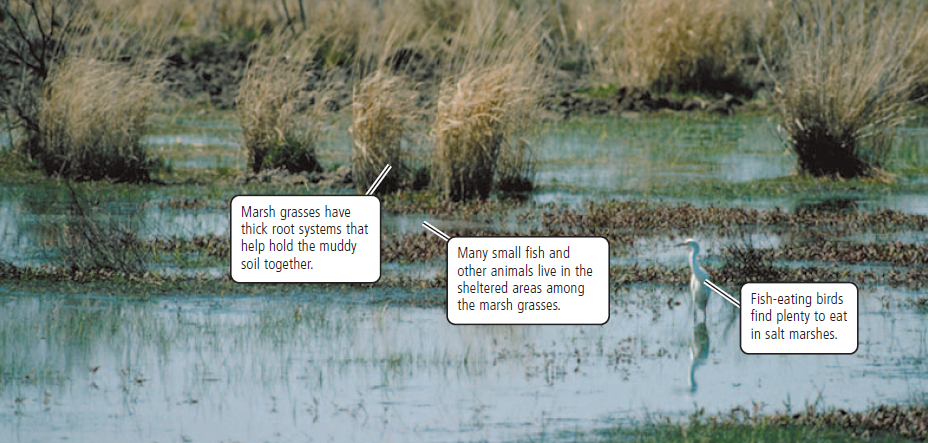 Marsh grasses have
thick root systems that
help hold the muddy
soil together.
Many small fish and
other animals live in the
sheltered areas among
the marsh grasses.
Fish-eating birds
find plenty to eat
in salt marshes.